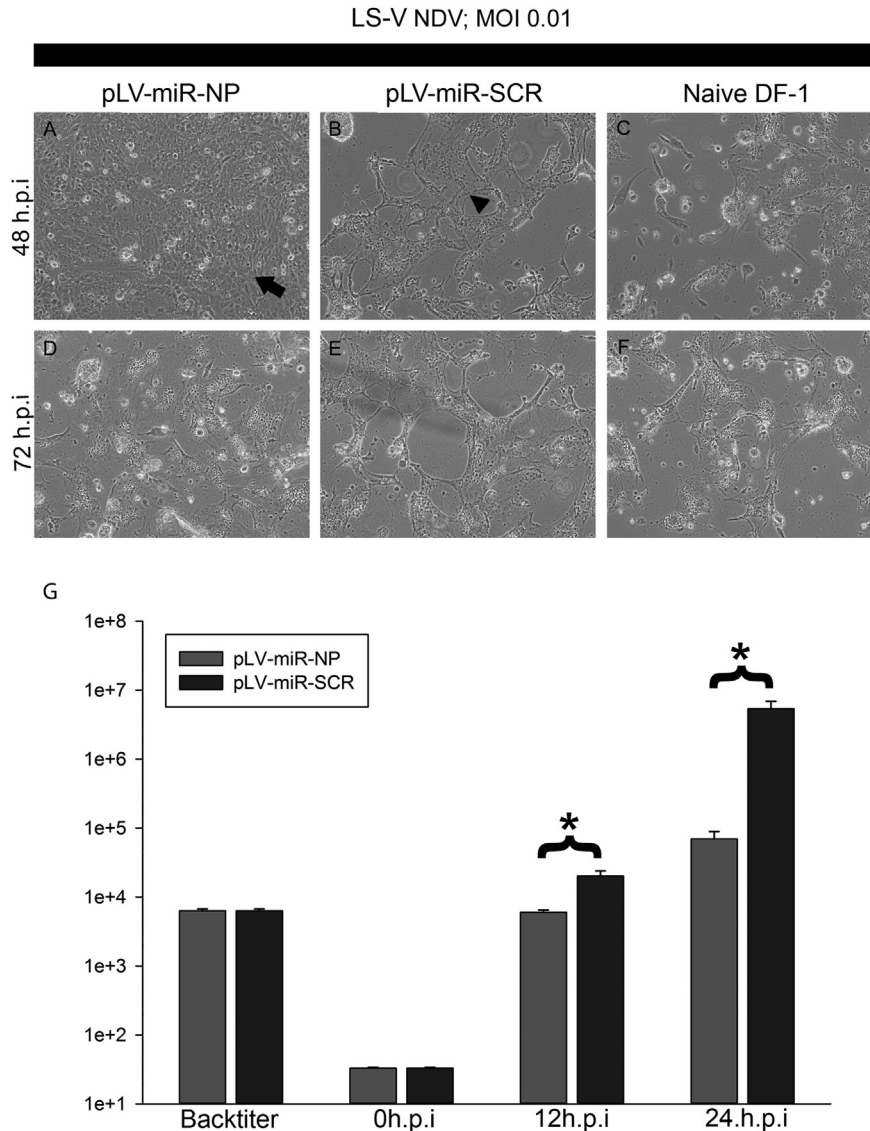 LS-V NDV; MOI 0.01
pLV-miR-NP pLV-miR-SCR Naive DF-1
48 h.p.i
A B C
72 h.p.i
D E F
G
1e+8
1e+7
1e+6
1e+5
1e+4
1e+3
1e+2
1e+1
pLV-miR-NP
pLV-miR-SCR
*
*
Backtiter 0h.p.i 12h.p.i 24.h.p.i